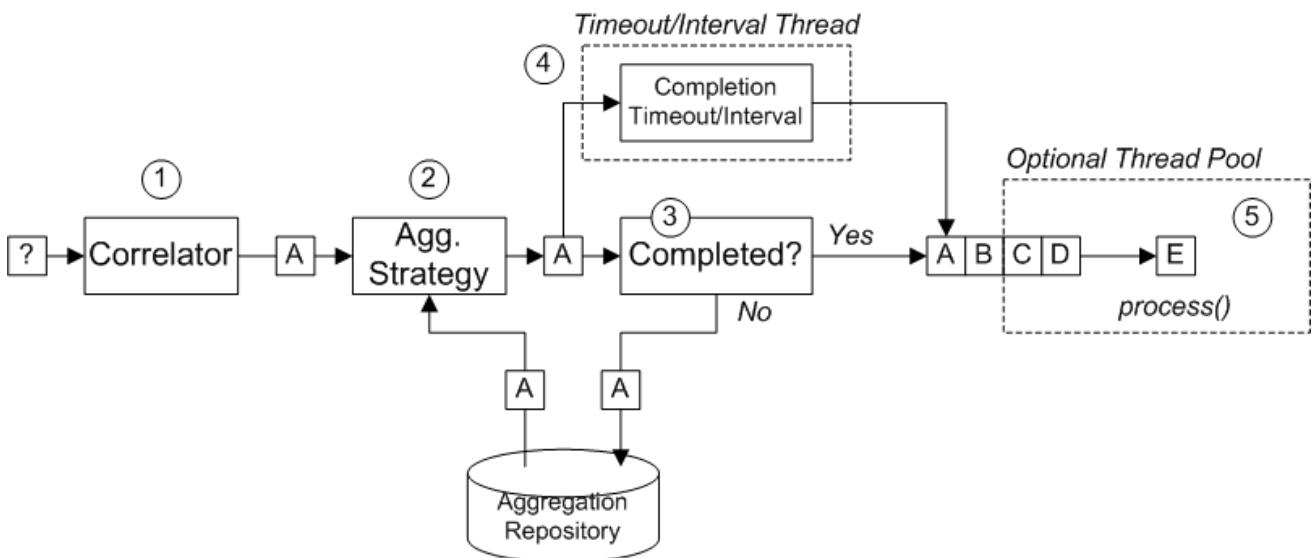 Timeout/Interval Thread
4
Completion
Timeout/Interval
Optional Thread Pool
1
2
3
5
?
Correlator
A
Agg.
Strategy
A
Completed?
Yes
A B C D
E
No
process()
A
A
Aggregation
Repository